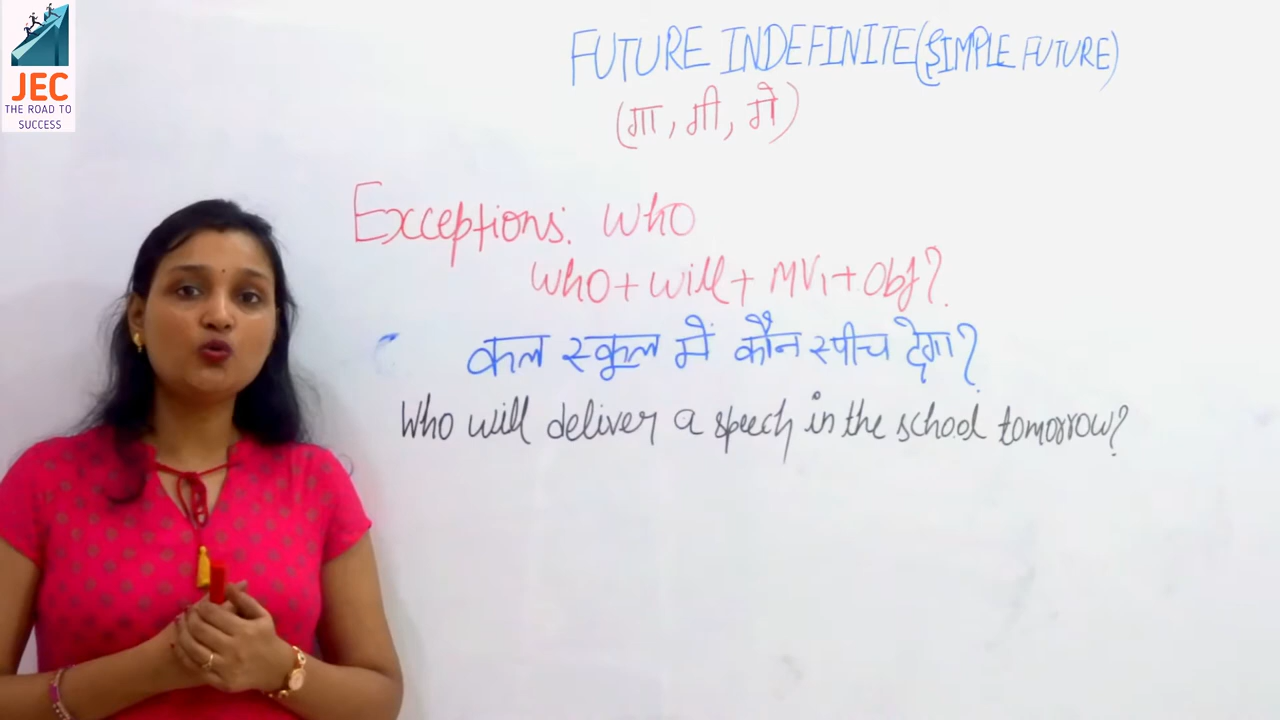 JEC
THE ROAD TO
SUCCESS
FUTURE INDEFINITE (SIMPLE FUTURE)
(गा, गी, गे)
Exceptions: who
who + will + MV1 + Obj?
कल स्कूल में कौन स्पीच देगा?
Who will deliver a speech in the school tomorrow?